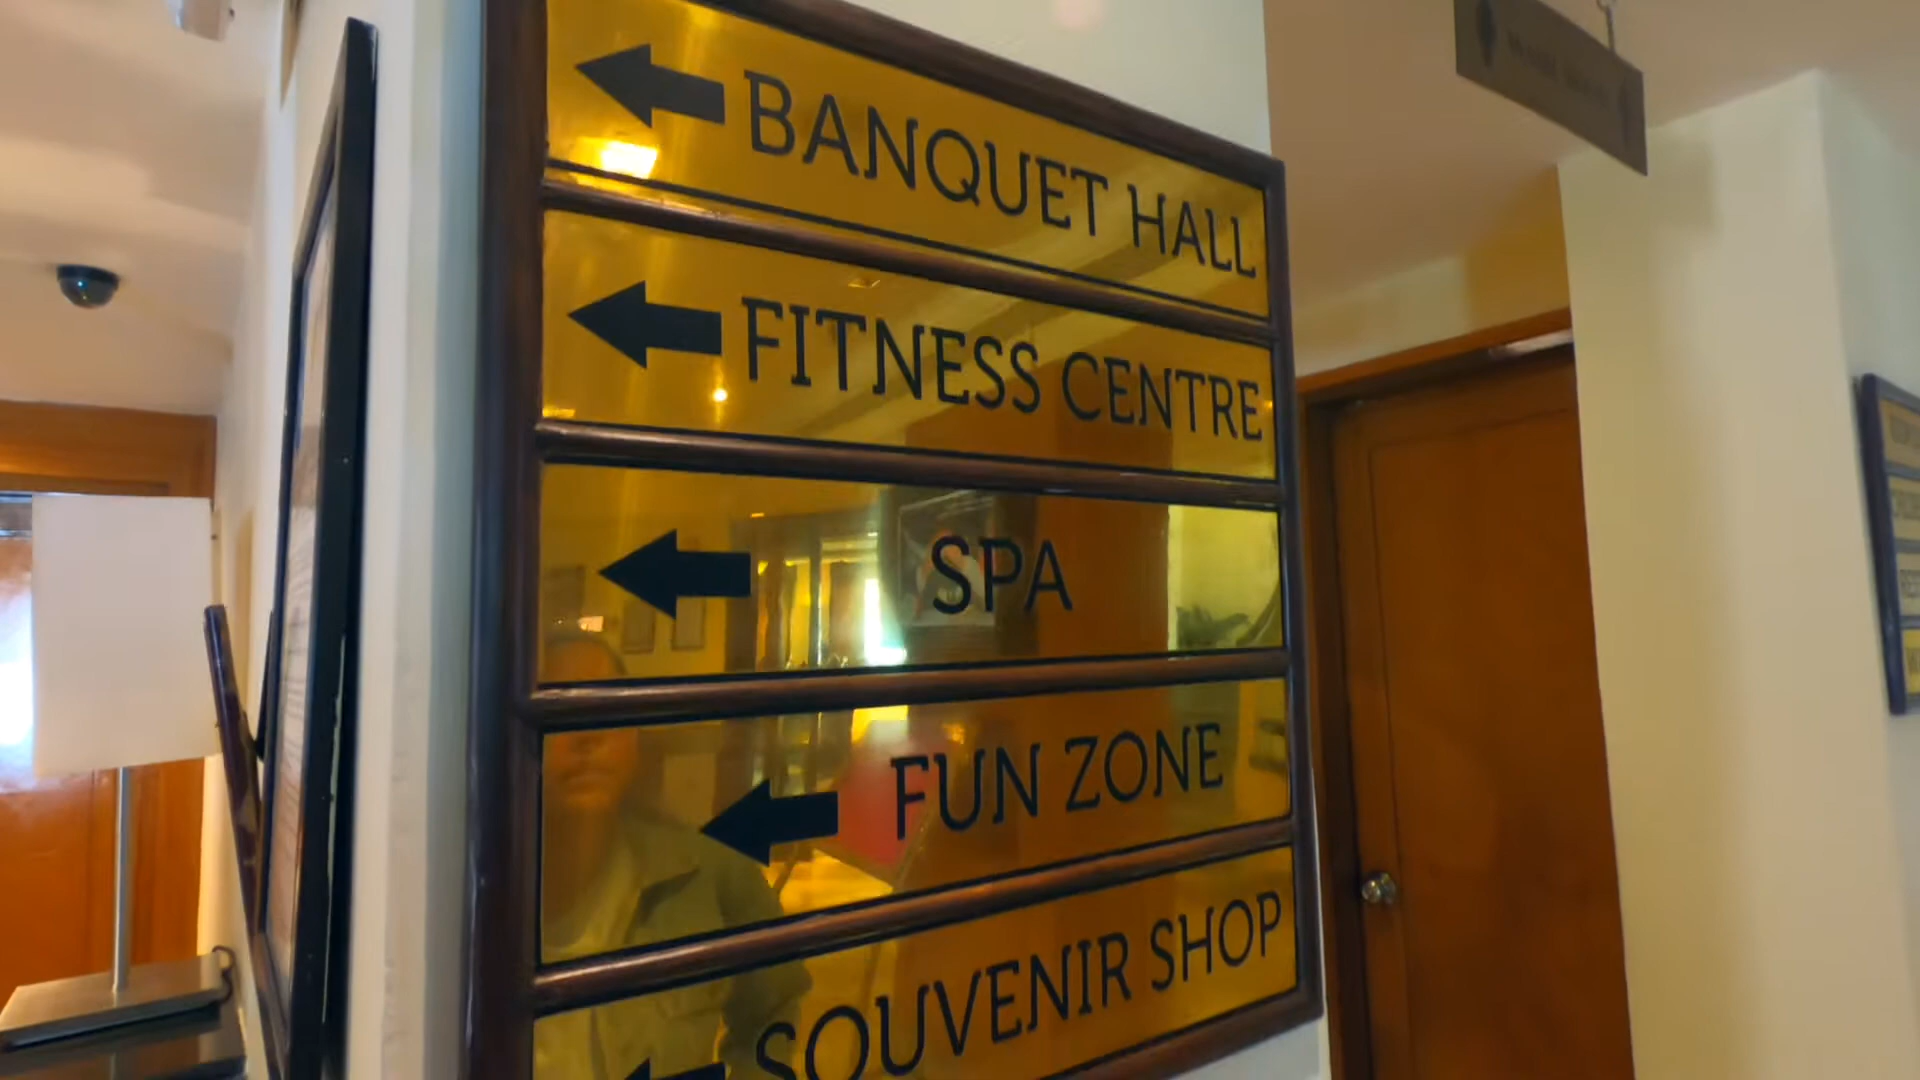 BANQUET HALL
FITNESS CENTRE
SPA
FUN ZONE
SOUVENIR SHOP